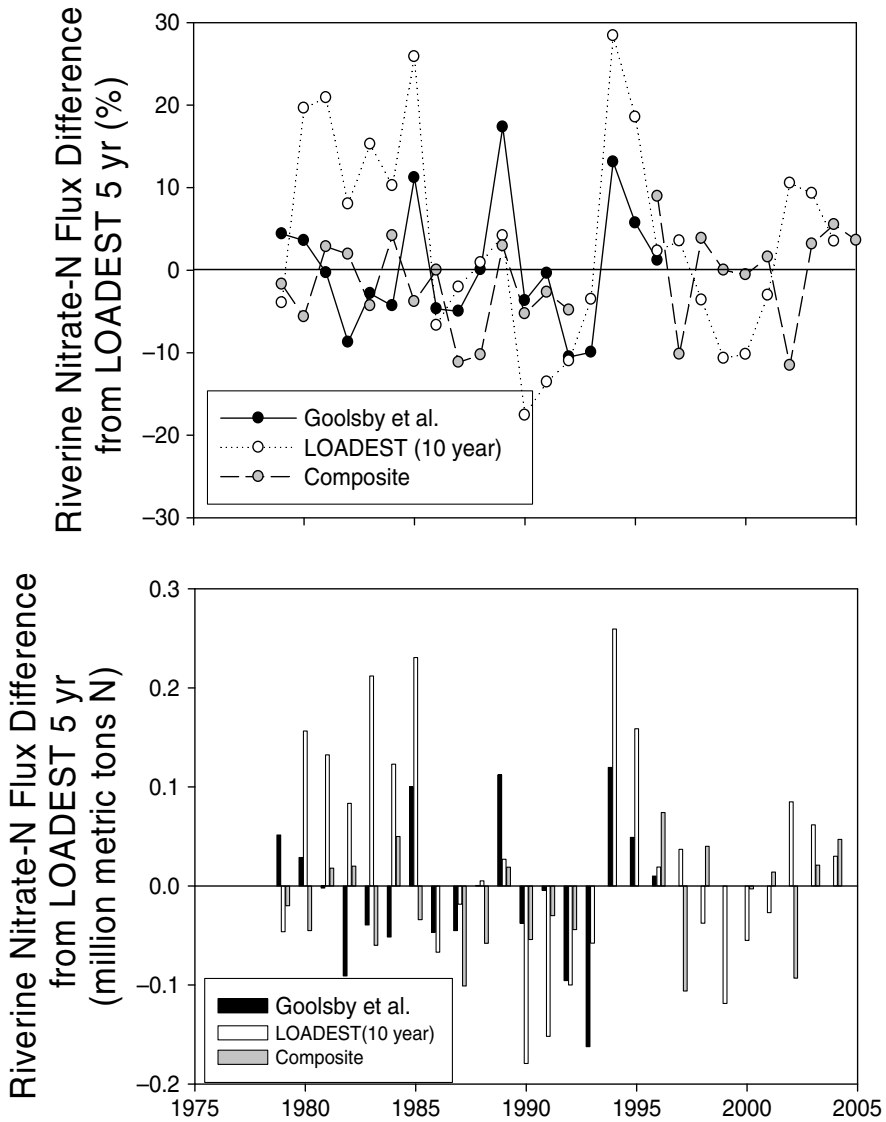 Riverine Nitrate-N Flux Difference
from LOADEST 5 yr (%)
30
20
10
0
−10
−20
−30
Goolsby et al.
LOADEST (10 year)
Composite
Riverine Nitrate-N Flux Difference
from LOADEST 5 yr
(million metric tons N)
0.3
0.2
0.1
0.0
−0.1
−0.2
Goolsby et al.
LOADEST(10 year)
Composite
1975 1980 1985 1990 1995 2000 2005